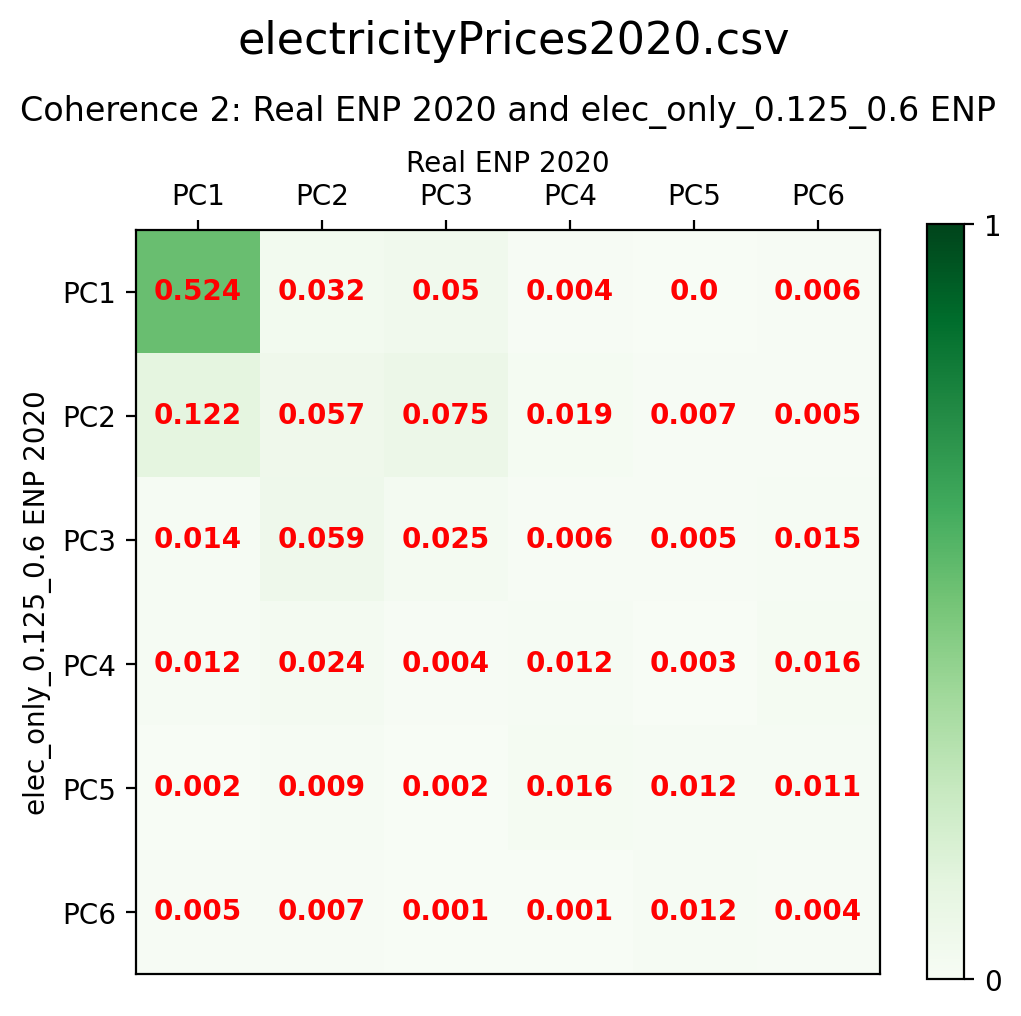 electricityPrices2020.csv
Coherence 2: Real ENP 2020 and elec_only_0.125_0.6 ENP
Real ENP 2020
PC1 PC2 PC3 PC4 PC5 PC6
elec_only_0.125_0.6 ENP 2020
PC1 0.524 0.032 0.05 0.004 0.0 0.006
PC2 0.122 0.057 0.075 0.019 0.007 0.005
PC3 0.014 0.059 0.025 0.006 0.005 0.015
PC4 0.012 0.024 0.004 0.012 0.003 0.016
PC5 0.002 0.009 0.002 0.016 0.012 0.011
PC6 0.005 0.007 0.001 0.001 0.012 0.004
1
0